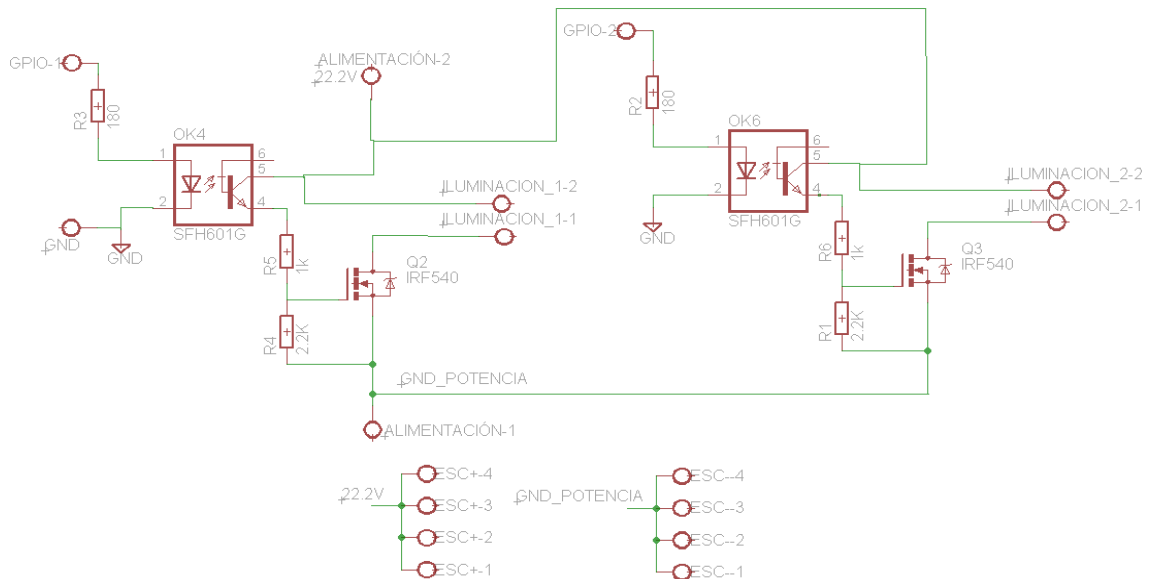 GPIO-1
R3
180
OK4
1
2
6
5
4
SFH601G
GND
GND
ALIMENTACIÓN-2
22.2V
ILUMINACION_1-2
ILUMINACION_1-1
R5
1k
R4
2.2K
Q2
IRF540
GND_POTENCIA
ALIMENTACIÓN-1
GPIO-2
R2
180
OK6
1
2
6
5
4
SFH601G
GND
ILUMINACION_2-2
ILUMINACION_2-1
R6
1k
R1
2.2K
Q3
IRF540
22.2V
ESC+-4
ESC+-3
ESC+-2
ESC+-1
GND_POTENCIA
ESC--4
ESC--3
ESC--2
ESC--1